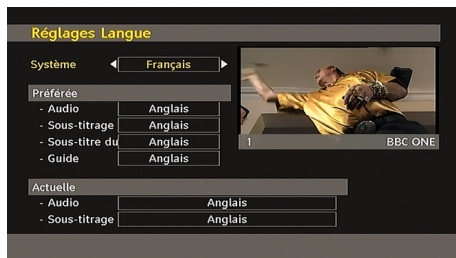 Réglages Langue
Système Français
Préférée
- Audio Anglais
- Sous-titrage Anglais
- Sous-titre du Anglais
- Guide Anglais
1 BBC ONE
Actuelle
- Audio Anglais
- Sous-titrage Anglais